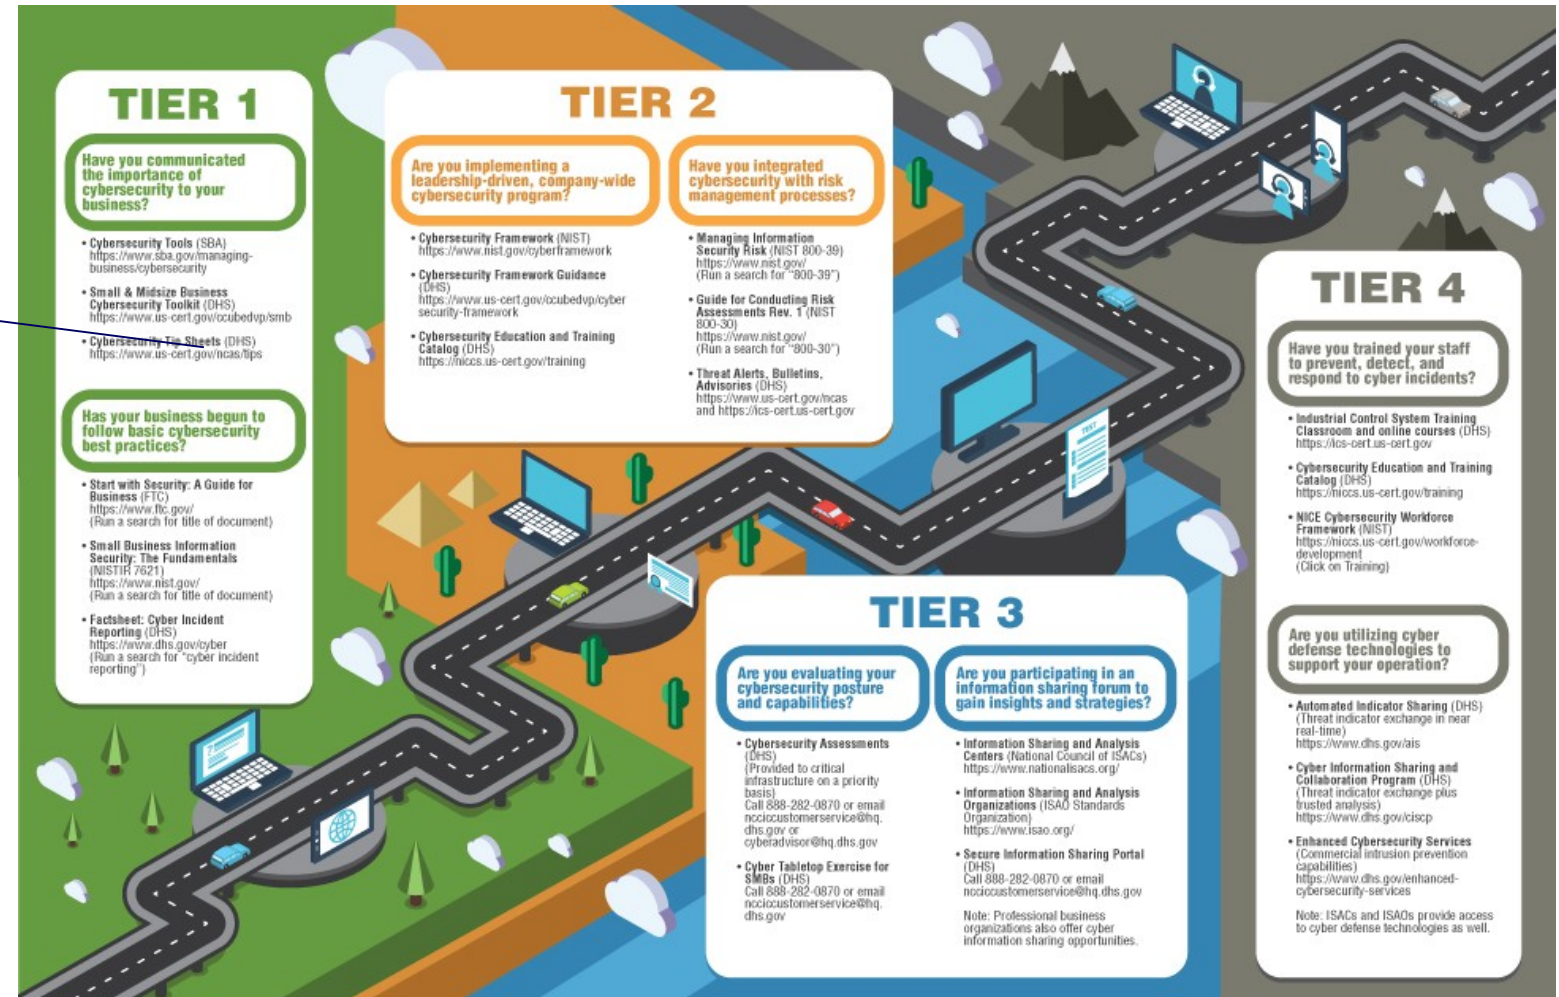 TIER 1
Have you communicated
the importance of
cybersecurity to your
business?
• Cybersecurity Tools (SBA)
https://www.sba.gov/managing-
business/cybersecurity
• Small & Midsize Business
Cybersecurity Toolkit (DHS)
https://www.us-cert.gov/ccubedvp/smb
• Cybersecurity Tip Sheets (DHS)
https://www.us-cert.gov/ncas/tips
Has your business begun to
follow basic cybersecurity
best practices?
• Start with Security: A Guide for
Business (FTC)
https://www.ftc.gov/
(Run a search for title of document)
• Small Business Information
Security: The Fundamentals
(NISTIR 7621)
https://www.nist.gov/
(Run a search for title of document)
• Factsheet: Cyber Incident
Reporting (DHS)
https://www.dhs.gov/cyber
(Run a search for "cyber incident
reporting")
TIER 2
Are you implementing a
leadership-driven, company-wide
cybersecurity program?
• Cybersecurity Framework (NIST)
https://www.nist.gov/cyberframework
• Cybersecurity Framework Guidance
(DHS)
https://www.us-cert.gov/ccubedvp/cyber
security-framework
• Cybersecurity Education and Training
Catalog (DHS)
https://niccs.us-cert.gov/training
Have you integrated
cybersecurity with risk
management processes?
• Managing Information
Security Risk (NIST 800-39)
https://www.nist.gov/
(Run a search for "800-39")
• Guide for Conducting Risk
Assessments Rev. 1 (NIST
800-30)
https://www.nist.gov/
(Run a search for "800-30")
• Threat Alerts, Bulletins,
Advisories (DHS)
https://www.us-cert.gov/ncas
and https://ics-cert.us-cert.gov
TEXT
TIER 3
Are you evaluating your
cybersecurity posture
and capabilities?
• Cybersecurity Assessments
(DHS)
(Provided to critical
infrastructure on a priority
basis)
Call 888-282-0870 or email
ncciccustomerservice@hq.
dhs.gov or
cyberadvisor@hq.dhs.gov
• Cyber Tabletop Exercise for
SMBs (DHS)
Call 888-282-0870 or email
ncciccustomerservice@hq.
dhs.gov
Are you participating in an
information sharing forum to
gain insights and strategies?
• Information Sharing and Analysis
Centers (National Council of ISACs)
https://www.nationalisacs.org/
• Information Sharing and Analysis
Organizations (ISAO Standards
Organization)
https://www.isao.org/
• Secure Information Sharing Portal
(DHS)
Call 888-282-0870 or email
ncciccustomerservice@hq.dhs.gov
Note: Professional business
organizations also offer cyber
information sharing opportunities.
TIER 4
Have you trained your staff
to prevent, detect, and
respond to cyber incidents?
• Industrial Control System Training
Classroom and online courses (DHS)
https://ics-cert.us-cert.gov
• Cybersecurity Education and Training
Catalog (DHS)
https://niccs.us-cert.gov/training
• NICE Cybersecurity Workforce
Framework (NIST)
https://niccs.us-cert.gov/workforce-
development
(Click on Training)
Are you utilizing cyber
defense technologies to
support your operation?
• Automated Indicator Sharing (DHS)
(Threat indicator exchange in near
real-time)
https://www.dhs.gov/ais
• Cyber Information Sharing and
Collaboration Program (DHS)
(Threat indicator exchange plus
trusted analysis)
https://www.dhs.gov/ciscp
• Enhanced Cybersecurity Services
(Commercial intrusion prevention
capabilities)
https://www.dhs.gov/enhanced-
cybersecurity-services
Note: ISACs and ISAOs provide access
to cyber defense technologies as well.